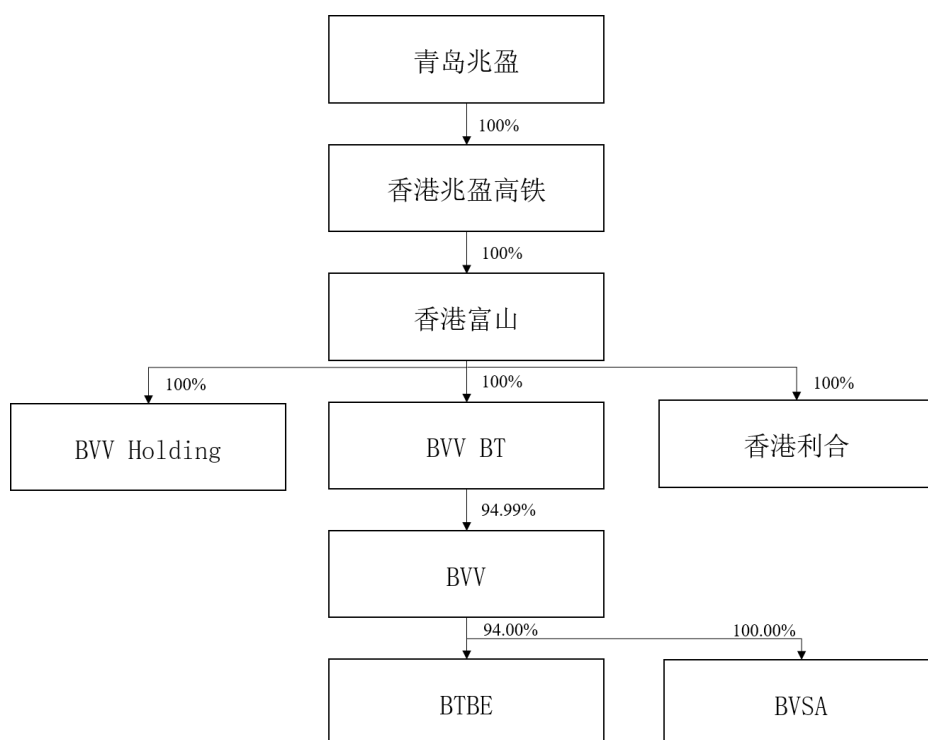 青岛兆盈
100%
香港兆盈高铁
100%
香港富山
100%
100%
100%
BVV Holding
BVV BT
香港利合
94.99%
BVV
94.00%
100.00%
BTBE
BVSA